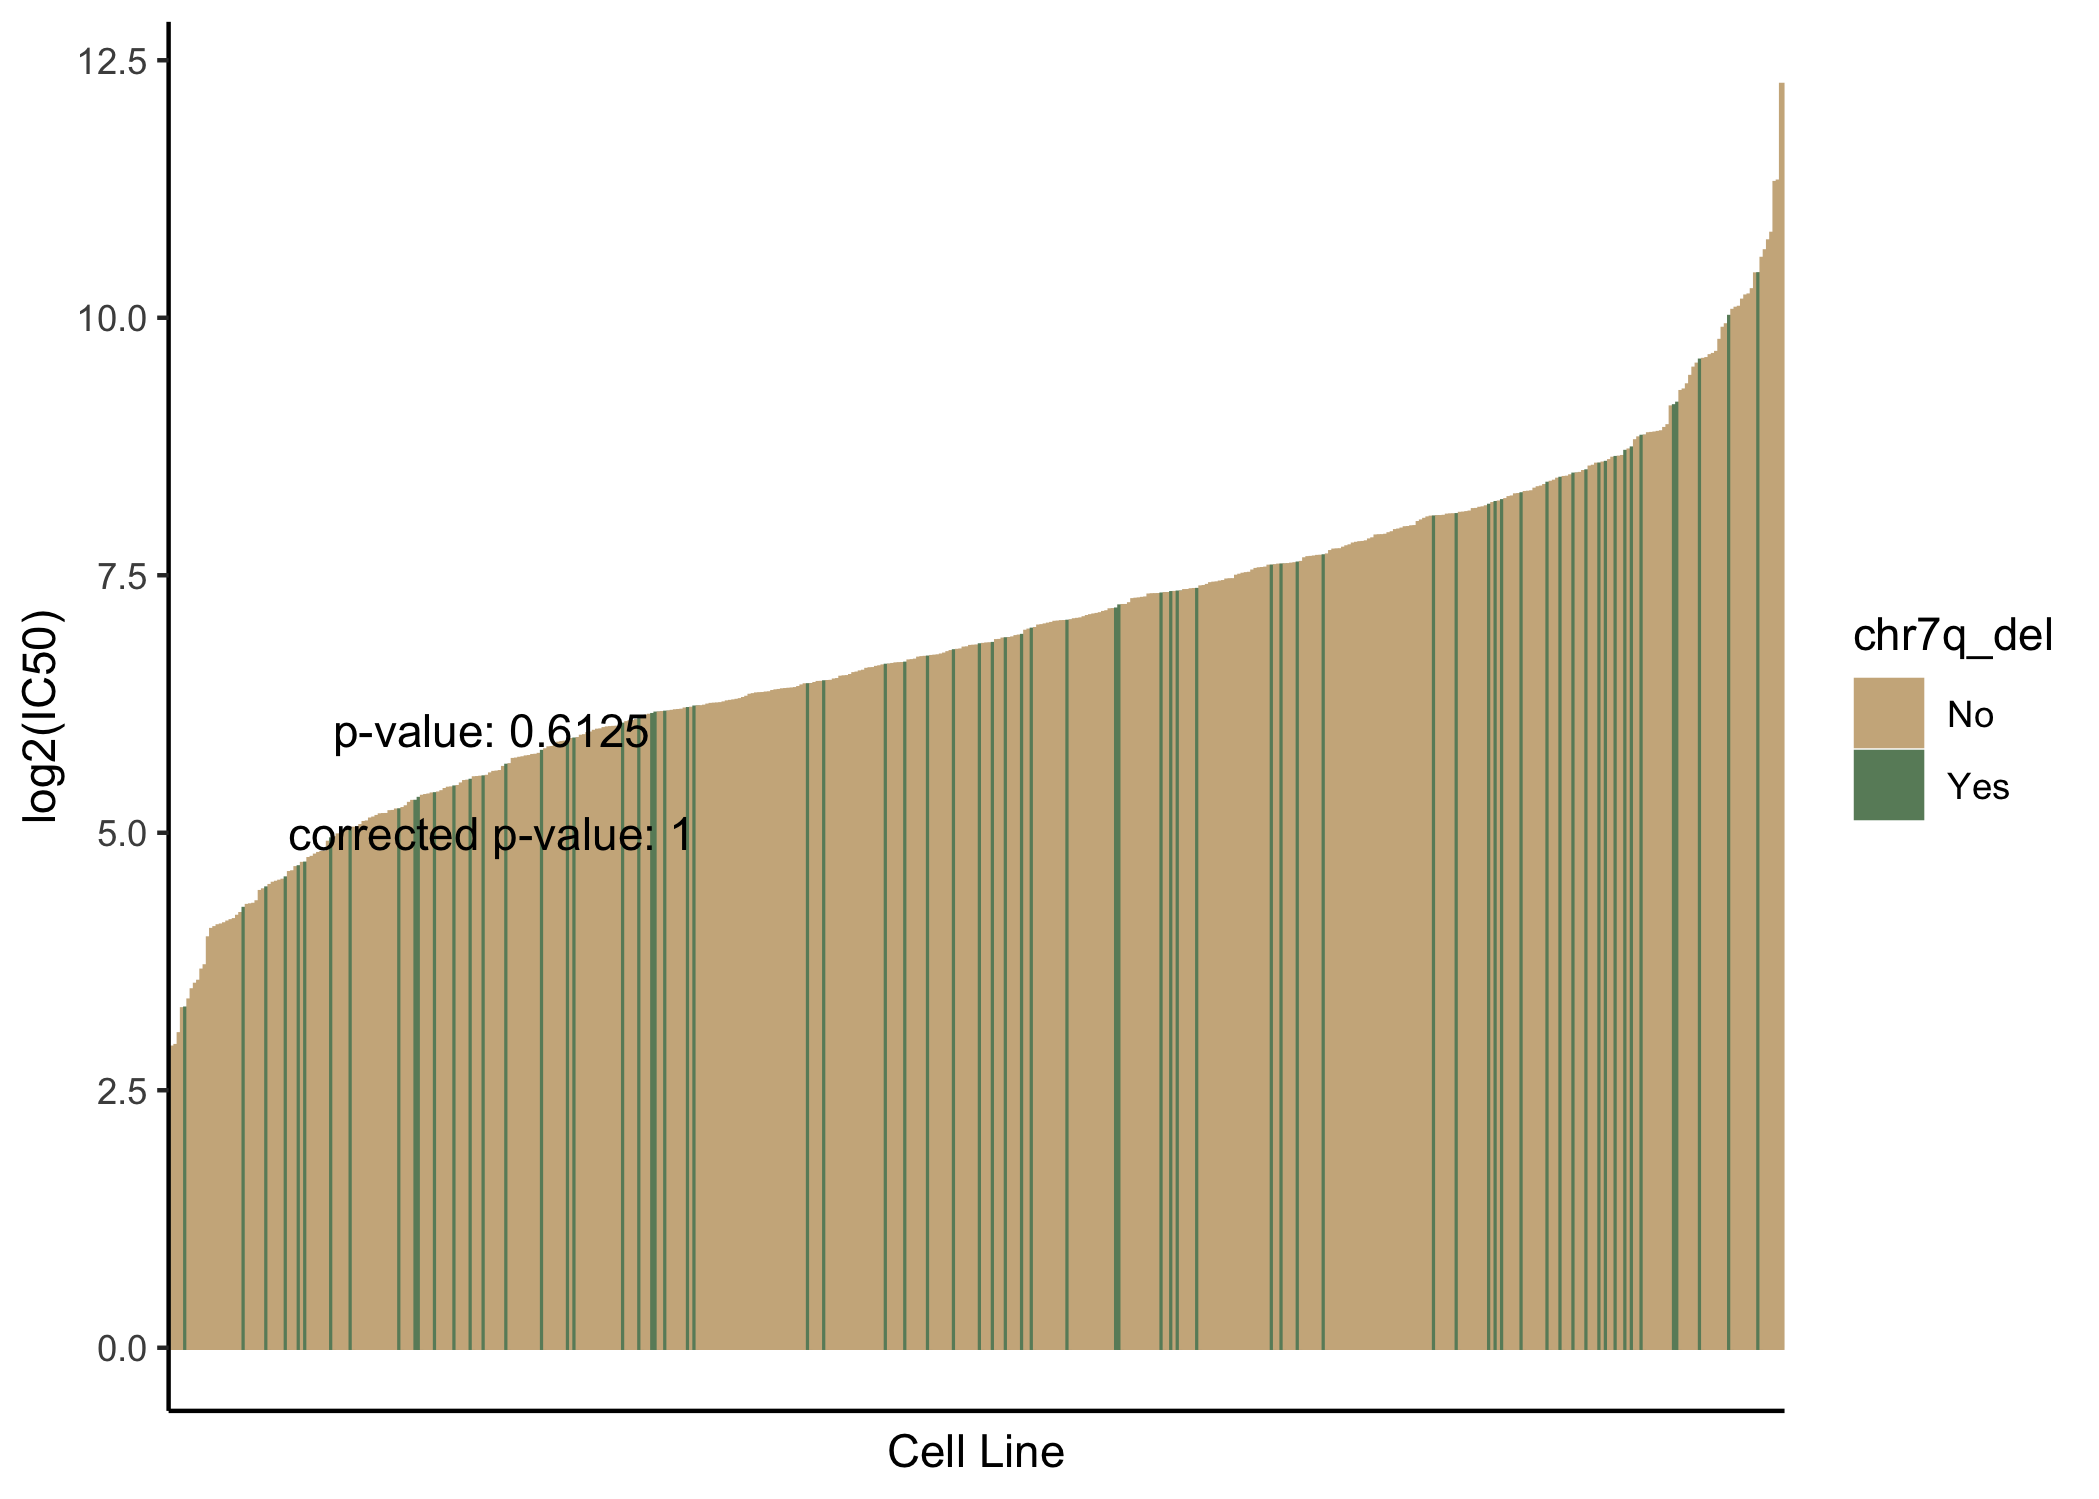 12.5
10.0
7.5
5.0
2.5
0.0
log2(IC50)
p-value: 0.6125
corrected p-value: 1
Cell Line
chr7q_del
No
Yes